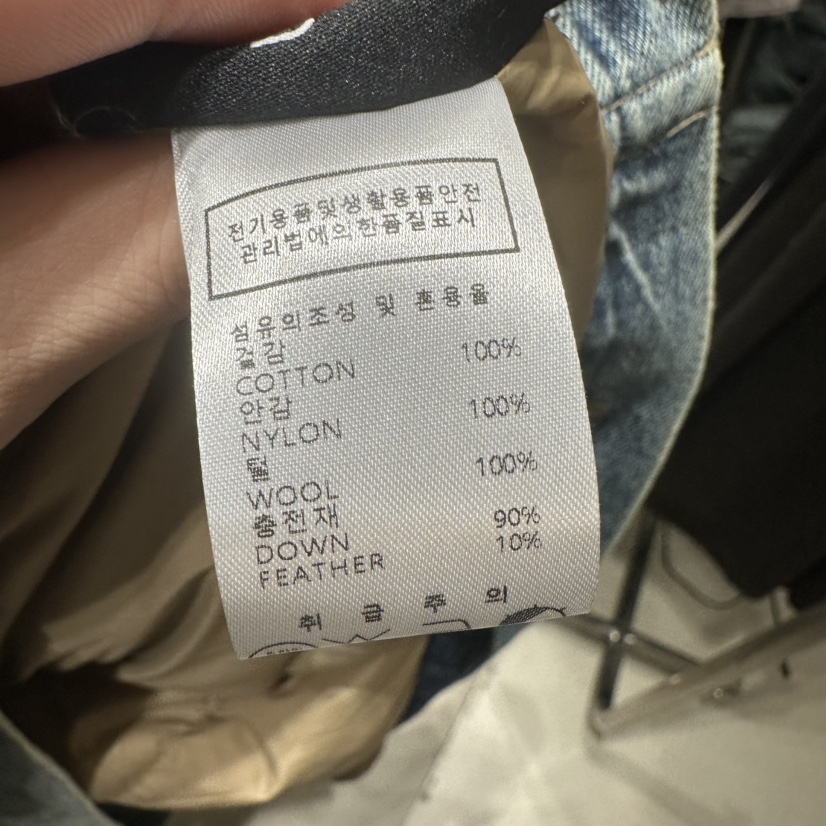 전기용품및생활용품안전
관리법에의한품질표시
섬유의조성 및 혼용율
겉감
COTTON 100%
안감
NYLON 100%
털
WOOL 100%
충전재
DOWN 90%
FEATHER 10%
취 급 주 의